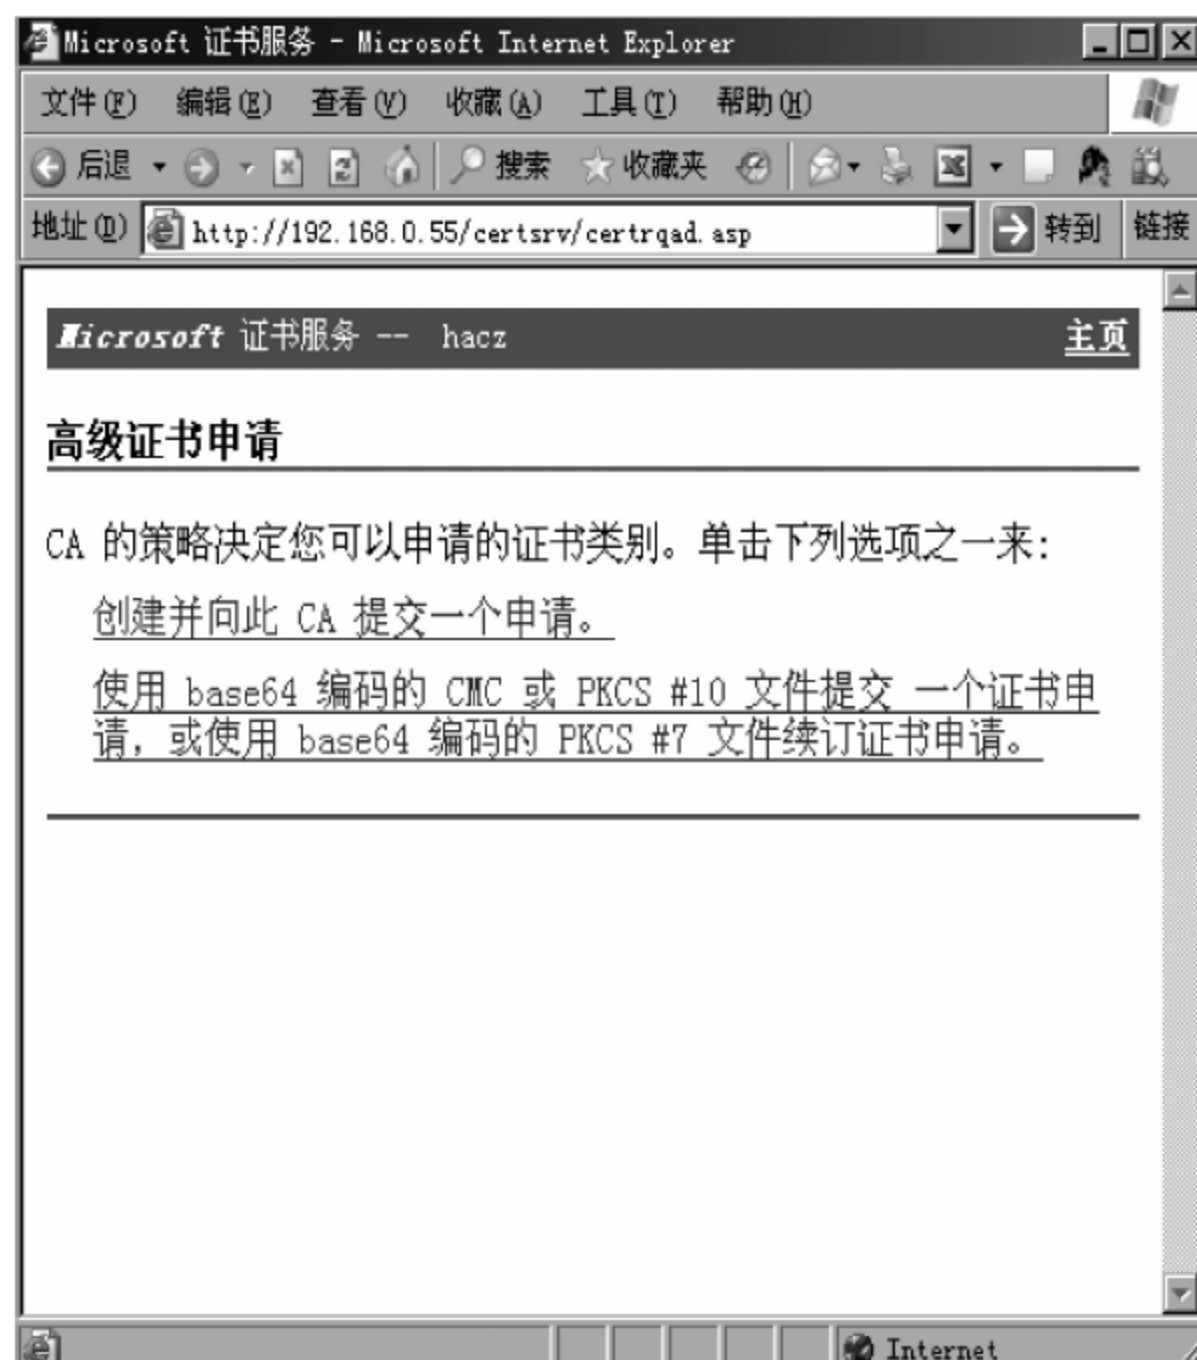 Microsoft 证书服务 - Microsoft Internet Explorer
文件(F) 编辑(E) 查看(V) 收藏(A) 工具(T) 帮助(H)
后退 搜索 收藏夹
地址(D) http://192.168.0.55/certsrv/certrqad.asp 转到 链接
Microsoft 证书服务 -- hacz 主页
高级证书申请
CA 的策略决定您可以申请的证书类别。单击下列选项之一来:
创建并向此 CA 提交一个申请。
使用 base64 编码的 CMC 或 PKCS #10 文件提交 一个证书申
请, 或使用 base64 编码的 PKCS #7 文件续订证书申请。
Internet